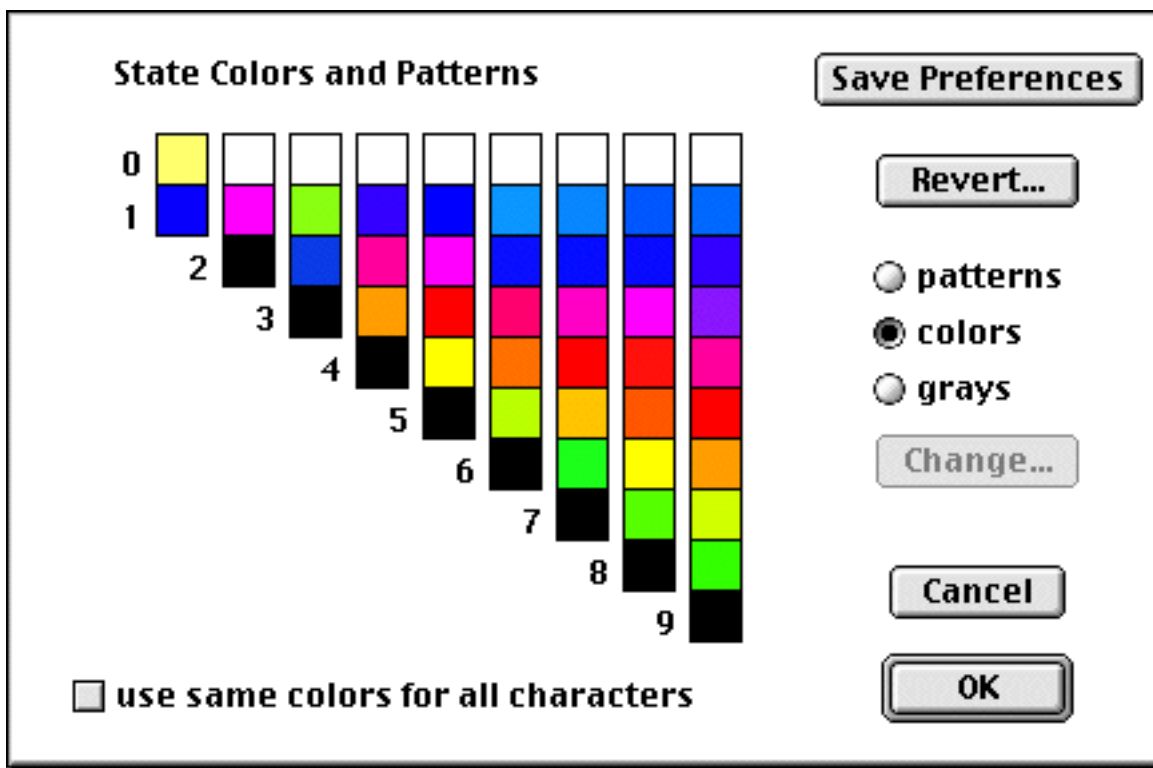 State Colors and Patterns
Save Preferences
0
Revert...
1
2
patterns
3
colors
4
grays
5
Change...
6
7
8
Cancel
9
use same colors for all characters
OK